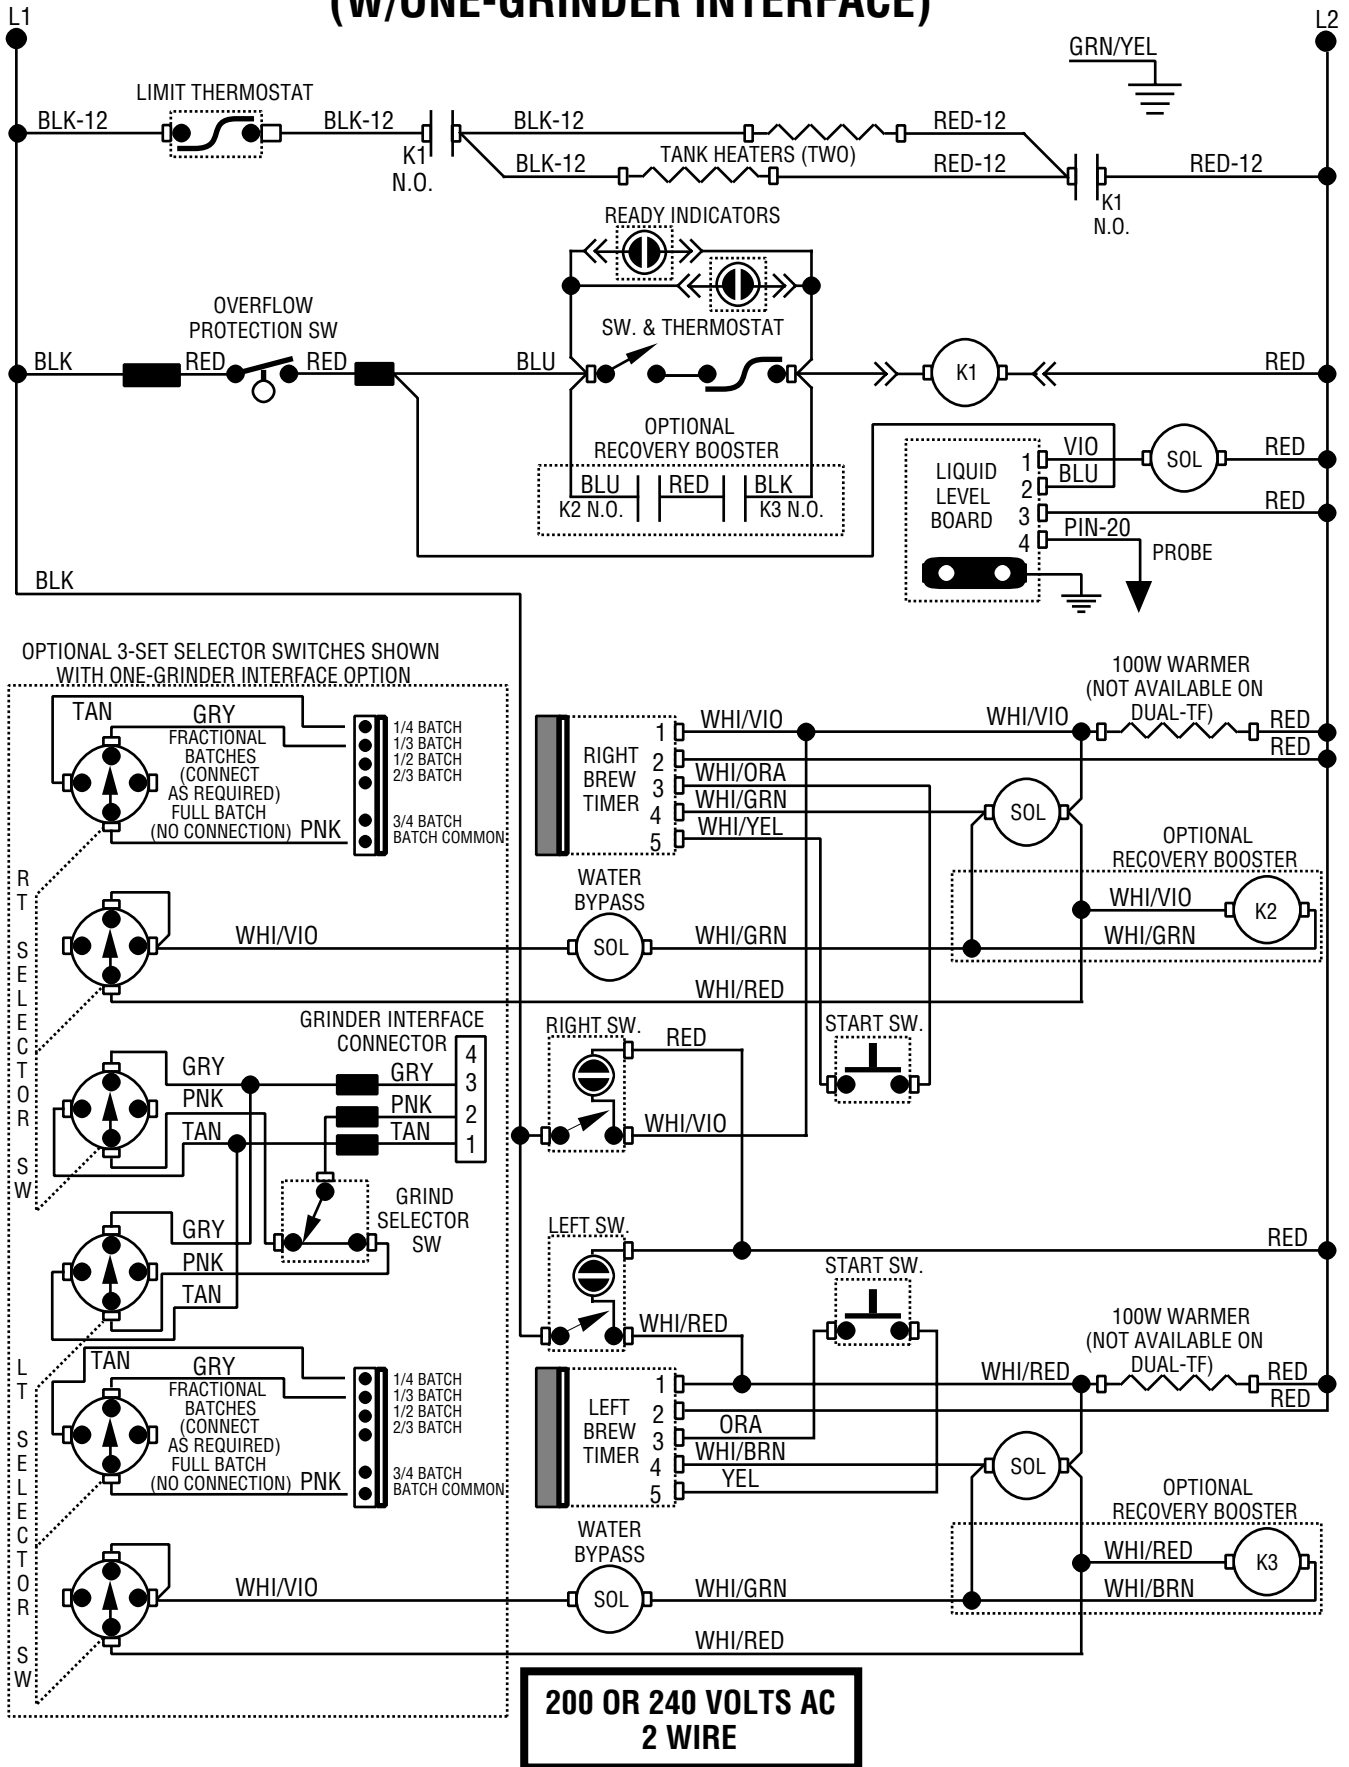 (W/ONE-GRINDER INTERFACE)
L1
L2
GRN/YEL
LIMIT THERMOSTAT
BLK-12
BLK-12
BLK-12
RED-12
K1
N.O.
TANK HEATERS (TWO)
BLK-12
RED-12
RED-12
K1
N.O.
READY INDICATORS
OVERFLOW
PROTECTION SW
SW. & THERMOSTAT
BLK
RED
RED
BLU
K1
RED
OPTIONAL
RECOVERY BOOSTER
BLU
RED
BLK
K2 N.O.
K3 N.O.
LIQUID
LEVEL
BOARD
1
2
3
4
VIO
BLU
SOL
RED
RED
PIN-20
PROBE
BLK
OPTIONAL 3-SET SELECTOR SWITCHES SHOWN
WITH ONE-GRINDER INTERFACE OPTION
TAN
GRY
FRACTIONAL
BATCHES
(CONNECT
AS REQUIRED)
FULL BATCH
(NO CONNECTION)
PNK
1/4 BATCH
1/3 BATCH
1/2 BATCH
2/3 BATCH
3/4 BATCH
BATCH COMMON
RIGHT
BREW
TIMER
1
2
3
4
5
WHI/VIO
WHI/ORA
WHI/GRN
WHI/YEL
WHI/VIO
100W WARMER
(NOT AVAILABLE ON
DUAL-TF)
RED
RED
SOL
OPTIONAL
RECOVERY BOOSTER
WHI/VIO
K2
WHI/GRN
RT SELECTOR SW
WHI/VIO
WATER
BYPASS
SOL
WHI/GRN
WHI/RED
GRINDER INTERFACE
CONNECTOR
4
3
2
1
GRY
GRY
PNK
PNK
TAN
TAN
RIGHT SW.
RED
WHI/VIO
START SW.
GRIND
SELECTOR
SW
GRY
PNK
TAN
LEFT SW.
RED
WHI/RED
START SW.
LT SELECTOR SW
TAN
GRY
FRACTIONAL
BATCHES
(CONNECT
AS REQUIRED)
FULL BATCH
(NO CONNECTION)
PNK
1/4 BATCH
1/3 BATCH
1/2 BATCH
2/3 BATCH
3/4 BATCH
BATCH COMMON
LEFT
BREW
TIMER
1
2
3
4
5
ORA
WHI/BRN
YEL
WHI/RED
100W WARMER
(NOT AVAILABLE ON
DUAL-TF)
RED
RED
SOL
OPTIONAL
RECOVERY BOOSTER
WHI/RED
K3
WHI/BRN
WHI/VIO
WATER
BYPASS
SOL
WHI/GRN
WHI/RED
200 OR 240 VOLTS AC
2 WIRE